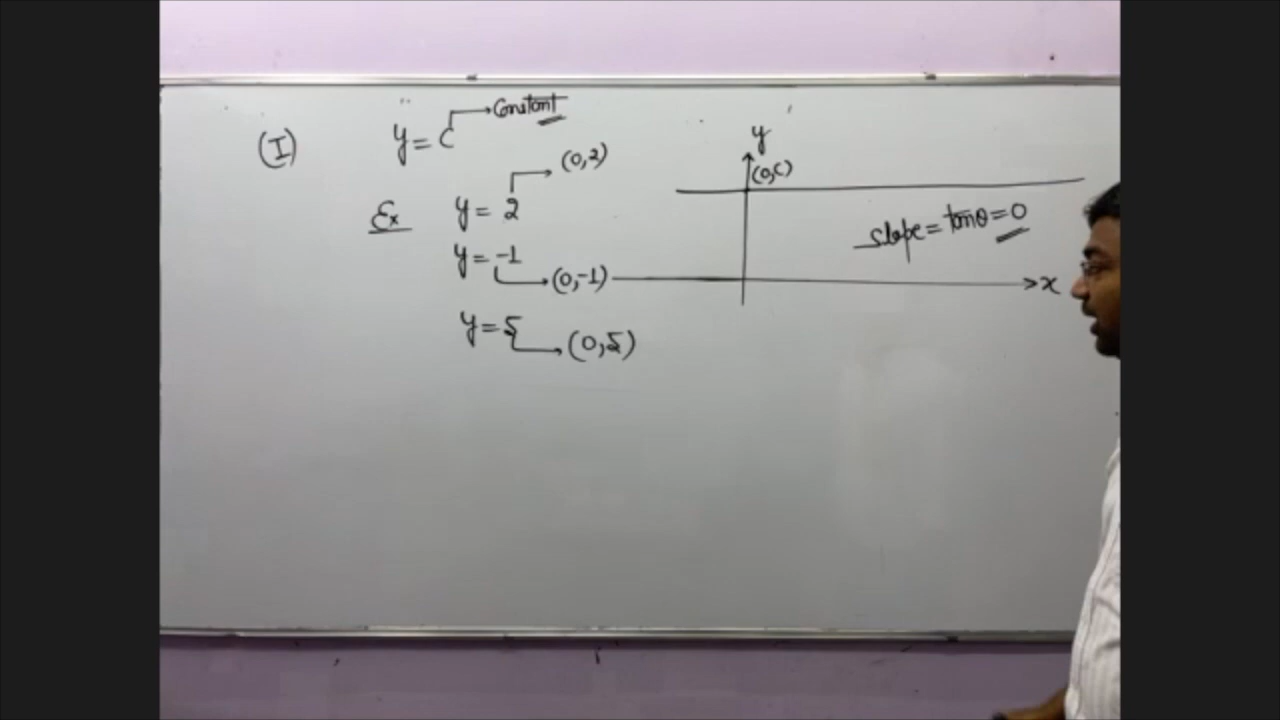 (I) y = c → Constant
Ex y = 2 → (0,2)
y = -1 → (0,-1)
y = 5 → (0,5)
y
(0,c)
slope = tanθ = 0
x